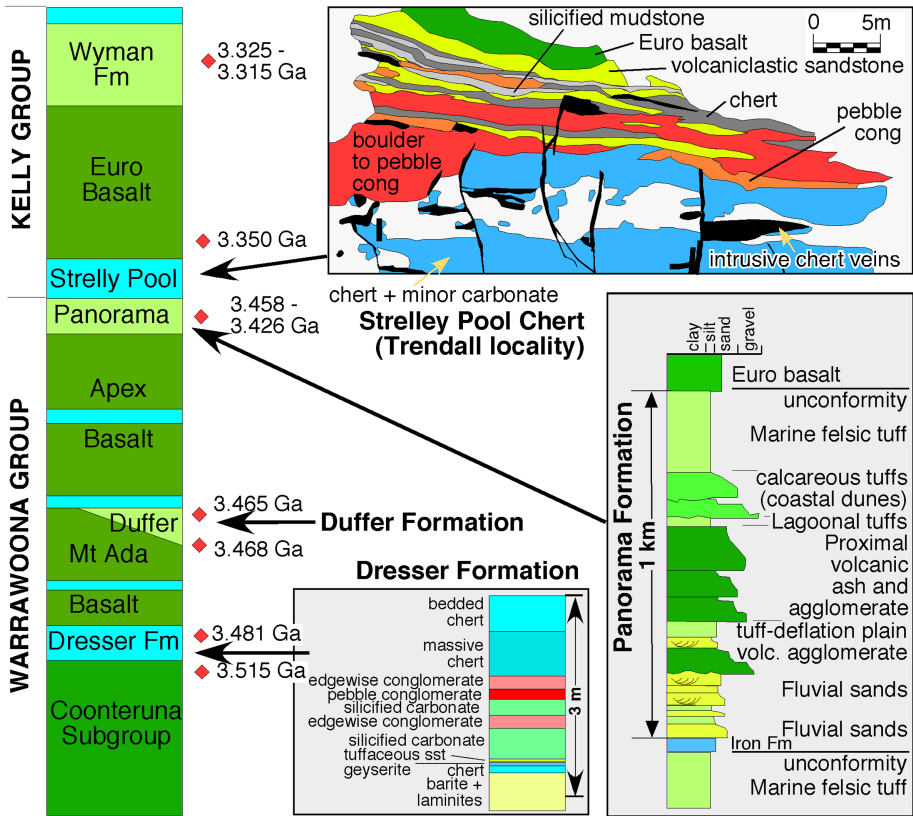 KELLY GROUP
Wyman
Fm
3.325 -
3.315 Ga
Euro
Basalt
3.350 Ga
Strelly Pool
WARRAWOONA GROUP
Panorama
3.458 -
3.426 Ga
Apex
Basalt
Duffer
3.465 Ga
Mt Ada
3.468 Ga
Basalt
Dresser Fm
3.481 Ga
3.515 Ga
Coonteruna
Subgroup
silicified mudstone
0 5m
Euro basalt
volcaniclastic sandstone
chert
pebble
cong
boulder
to pebble
cong
intrusive chert veins
chert + minor carbonate
Strelley Pool Chert
(Trendall locality)
Duffer Formation
Dresser Formation
bedded
chert
massive
chert
edgewise conglomerate
pebble conglomerate
silicified carbonate
edgewise conglomerate
silicified carbonate
tuffaceous sst
geyserite
chert
barite +
laminites
3 m
Panorama Formation
1 km
clay
silt
sand
gravel
Euro basalt
unconformity
Marine felsic tuff
calcareous tuffs
(coastal dunes)
Lagoonal tuffs
Proximal
volcanic
ash and
agglomerate
tuff-deflation plain
volc. agglomerate
Fluvial sands
Fluvial sands
Iron Fm
unconformity
Marine felsic tuff